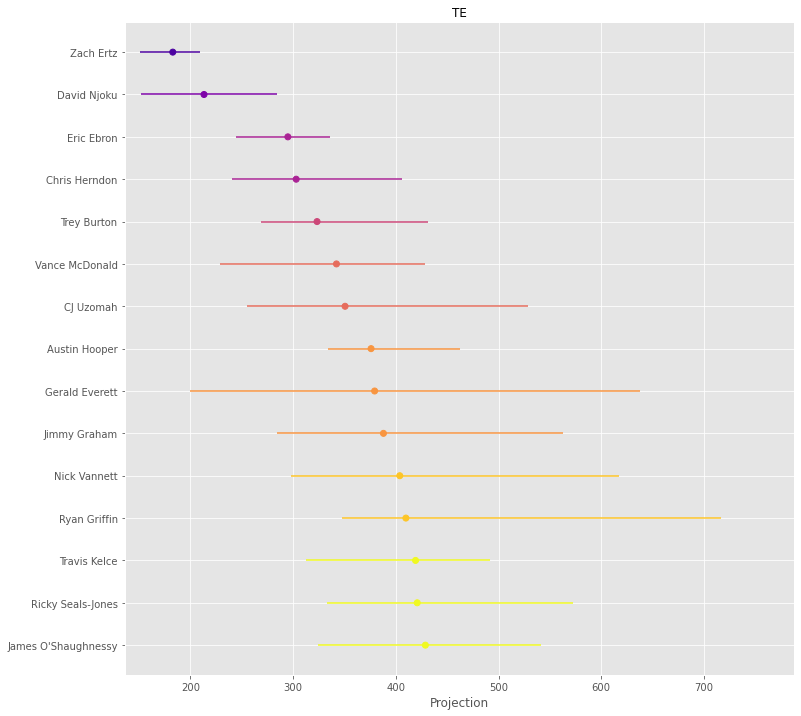 TE
Zach Ertz
David Njoku
Eric Ebron
Chris Herndon
Trey Burton
Vance McDonald
CJ Uzomah
Austin Hooper
Gerald Everett
Jimmy Graham
Nick Vannett
Ryan Griffin
Travis Kelce
Ricky Seals-Jones
James O'Shaughnessy
200 300 400 500 600 700
Projection